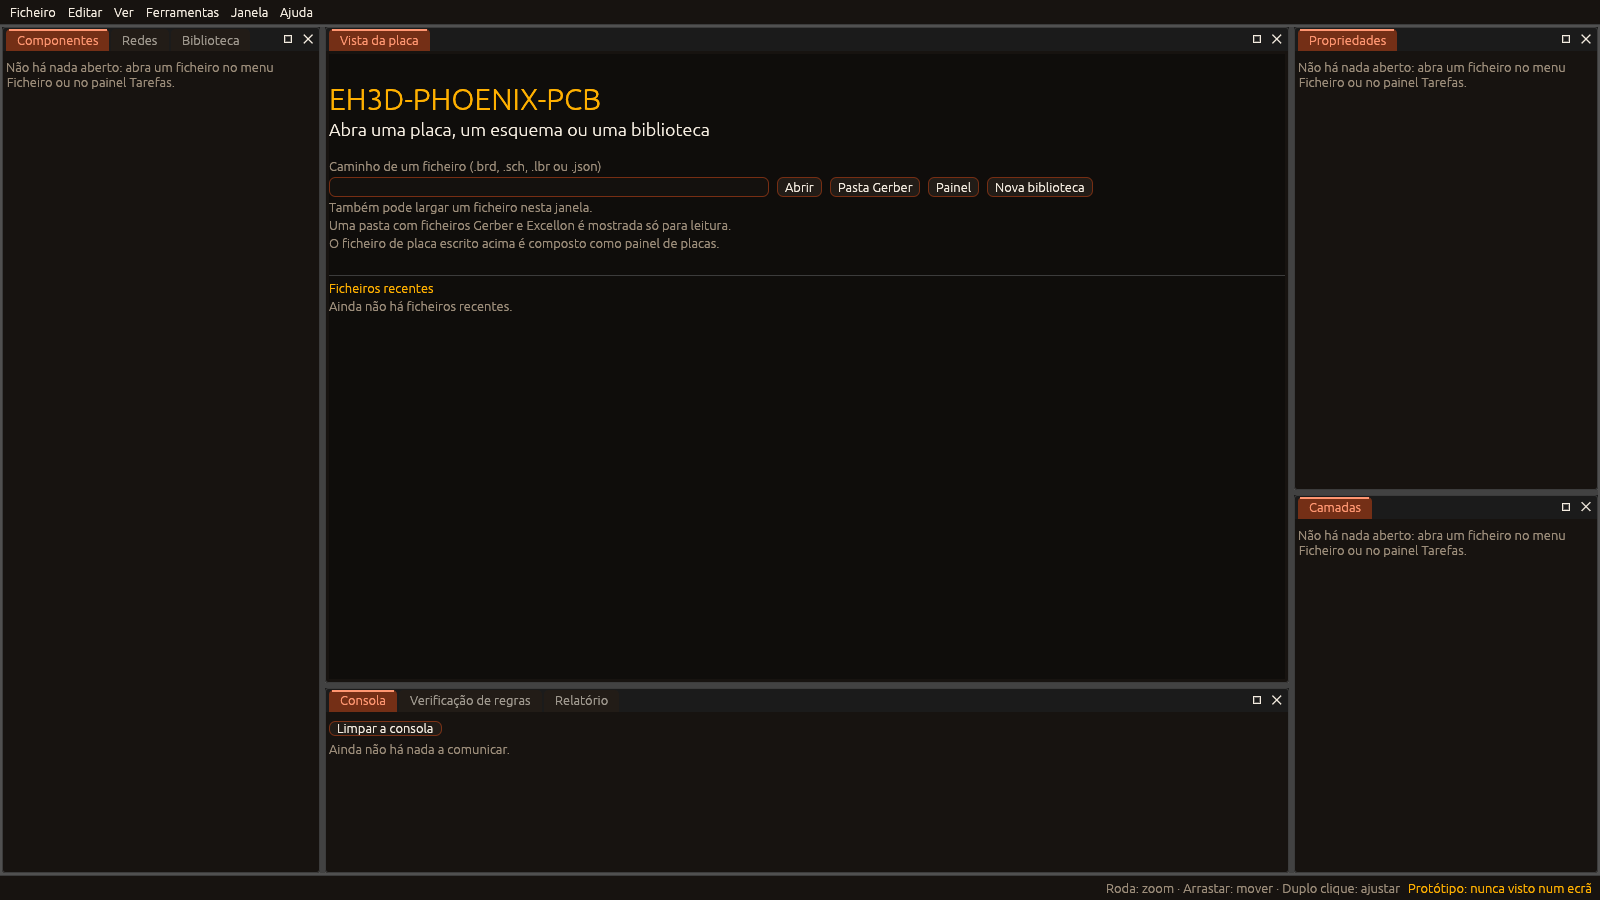 Ficheiro Editar Ver Ferramentas Janela Ajuda
Componentes Redes Biblioteca
Não há nada aberto: abra um ficheiro no menu
Ficheiro ou no painel Tarefas.
Vista da placa
EH3D-PHOENIX-PCB
Abra uma placa, um esquema ou uma biblioteca
Caminho de um ficheiro (.brd, .sch, .lbr ou .json)
Abrir Pasta Gerber Painel Nova biblioteca
Também pode largar um ficheiro nesta janela.
Uma pasta com ficheiros Gerber e Excellon é mostrada só para leitura.
O ficheiro de placa escrito acima é composto como painel de placas.
Ficheiros recentes
Ainda não há ficheiros recentes.
Consola Verificação de regras Relatório
Limpar a consola
Ainda não há nada a comunicar.
Propriedades
Não há nada aberto: abra um ficheiro no menu
Ficheiro ou no painel Tarefas.
Camadas
Não há nada aberto: abra um ficheiro no menu
Ficheiro ou no painel Tarefas.
Roda: zoom · Arrastar: mover · Duplo clique: ajustar Protótipo: nunca visto num ecrã